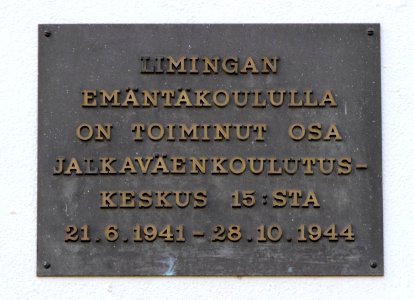 LIMINGAN
EMÄNTÄKOULULLA
ON TOIMINUT OSA
JALKAVÄENKOULUTUS-
KESKUS 15:STA
21.6.1941 - 28.10.1944